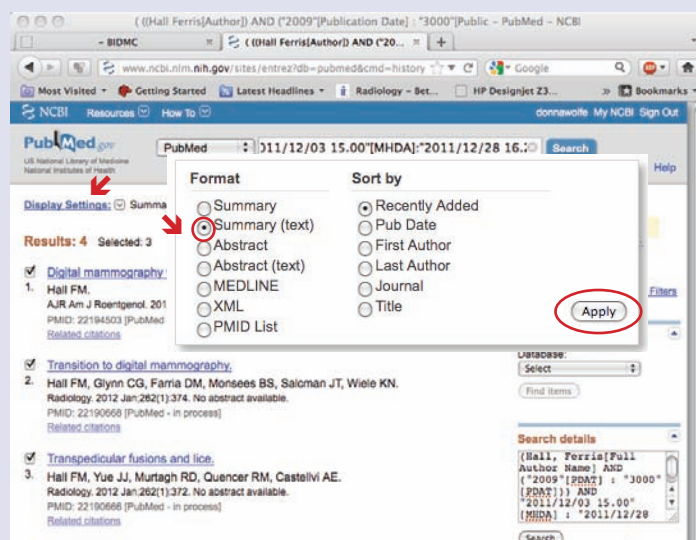 ( ((Hall Ferris[Author]) AND ("2009"[Publication Date] : "3000"[Public – PubMed – NCBI
– BIDMC
( ((Hall Ferris[Author]) AND ("20...
www.ncbi.nlm.nih.gov/sites/entrez?db=pubmed&cmd=history
Google
Most Visited
Getting Started
Latest Headlines
Radiology – Bet...
HP Designjet Z3...
Bookmarks
NCBI Resources How To
donnawolfe My NCBI Sign Out
PubMed.gov
US National Library of Medicine
National Institutes of Health
PubMed
2011/12/03 15.00"[MHDA]:"2011/12/28 16.
Search
Help
Display Settings: Summa
Format
Summary
Summary (text)
Abstract
Abstract (text)
MEDLINE
XML
PMID List
Sort by
Recently Added
Pub Date
First Author
Last Author
Journal
Title
Apply
Filters
Results: 4 Selected: 3
Digital mammography
1. Hall FM.
AJR Am J Roentgenol. 201
PMID: 22194503 [PubMed
Related citations
Transition to digital mammography.
2. Hall FM, Glynn CG, Farria DM, Monsees BS, Salcman JT, Wiele KN.
Radiology. 2012 Jan;262(1):374. No abstract available.
PMID: 22190668 [PubMed - in process]
Related citations
Transpedicular fusions and lice.
3. Hall FM, Yue JJ, Murtagh RD, Quencer RM, Castellvi AE.
Radiology. 2012 Jan;262(1):372. No abstract available.
PMID: 22190666 [PubMed - in process]
Related citations
Database:
Select
Find items
Search details
(Hall, Ferris[Full
Author Name] AND
("2009"[PDAT] : "3000"
[PDAT])) AND
"2011/12/03 15.00"
[MHDA] : "2011/12/28
Search